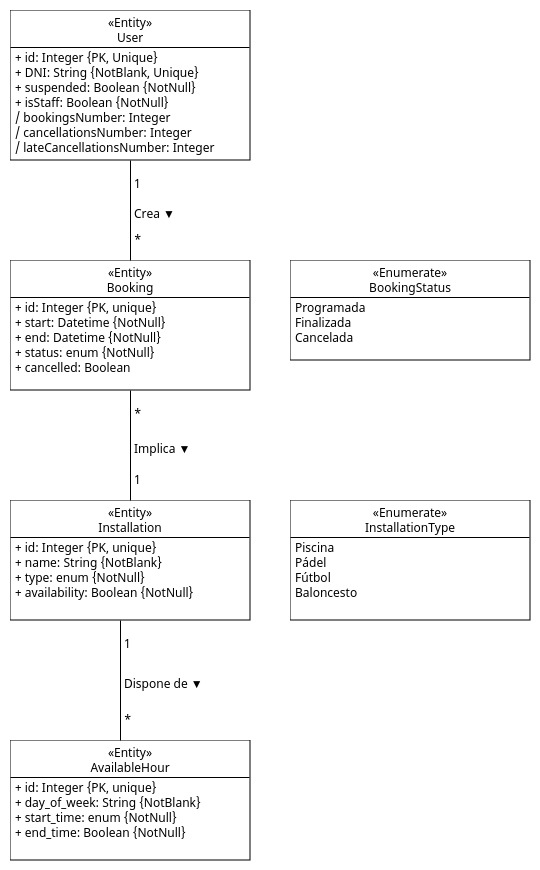 «Entity»
User
+ id: Integer {PK, Unique}
+ DNI: String {NotBlank, Unique}
+ suspended: Boolean {NotNull}
+ isStaff: Boolean {NotNull}
/ bookingsNumber: Integer
/ cancellationsNumber: Integer
/ lateCancellationsNumber: Integer
1
Crea ▼
*
«Entity»
Booking
+ id: Integer {PK, unique}
+ start: Datetime {NotNull}
+ end: Datetime {NotNull}
+ status: enum {NotNull}
+ cancelled: Boolean
«Enumerate»
BookingStatus
Programada
Finalizada
Cancelada
*
Implica ▼
1
«Entity»
Installation
+ id: Integer {PK, unique}
+ name: String {NotBlank}
+ type: enum {NotNull}
+ availability: Boolean {NotNull}
«Enumerate»
InstallationType
Piscina
Pádel
Fútbol
Baloncesto
1
Dispone de ▼
*
«Entity»
AvailableHour
+ id: Integer {PK, unique}
+ day_of_week: String {NotBlank}
+ start_time: enum {NotNull}
+ end_time: Boolean {NotNull}